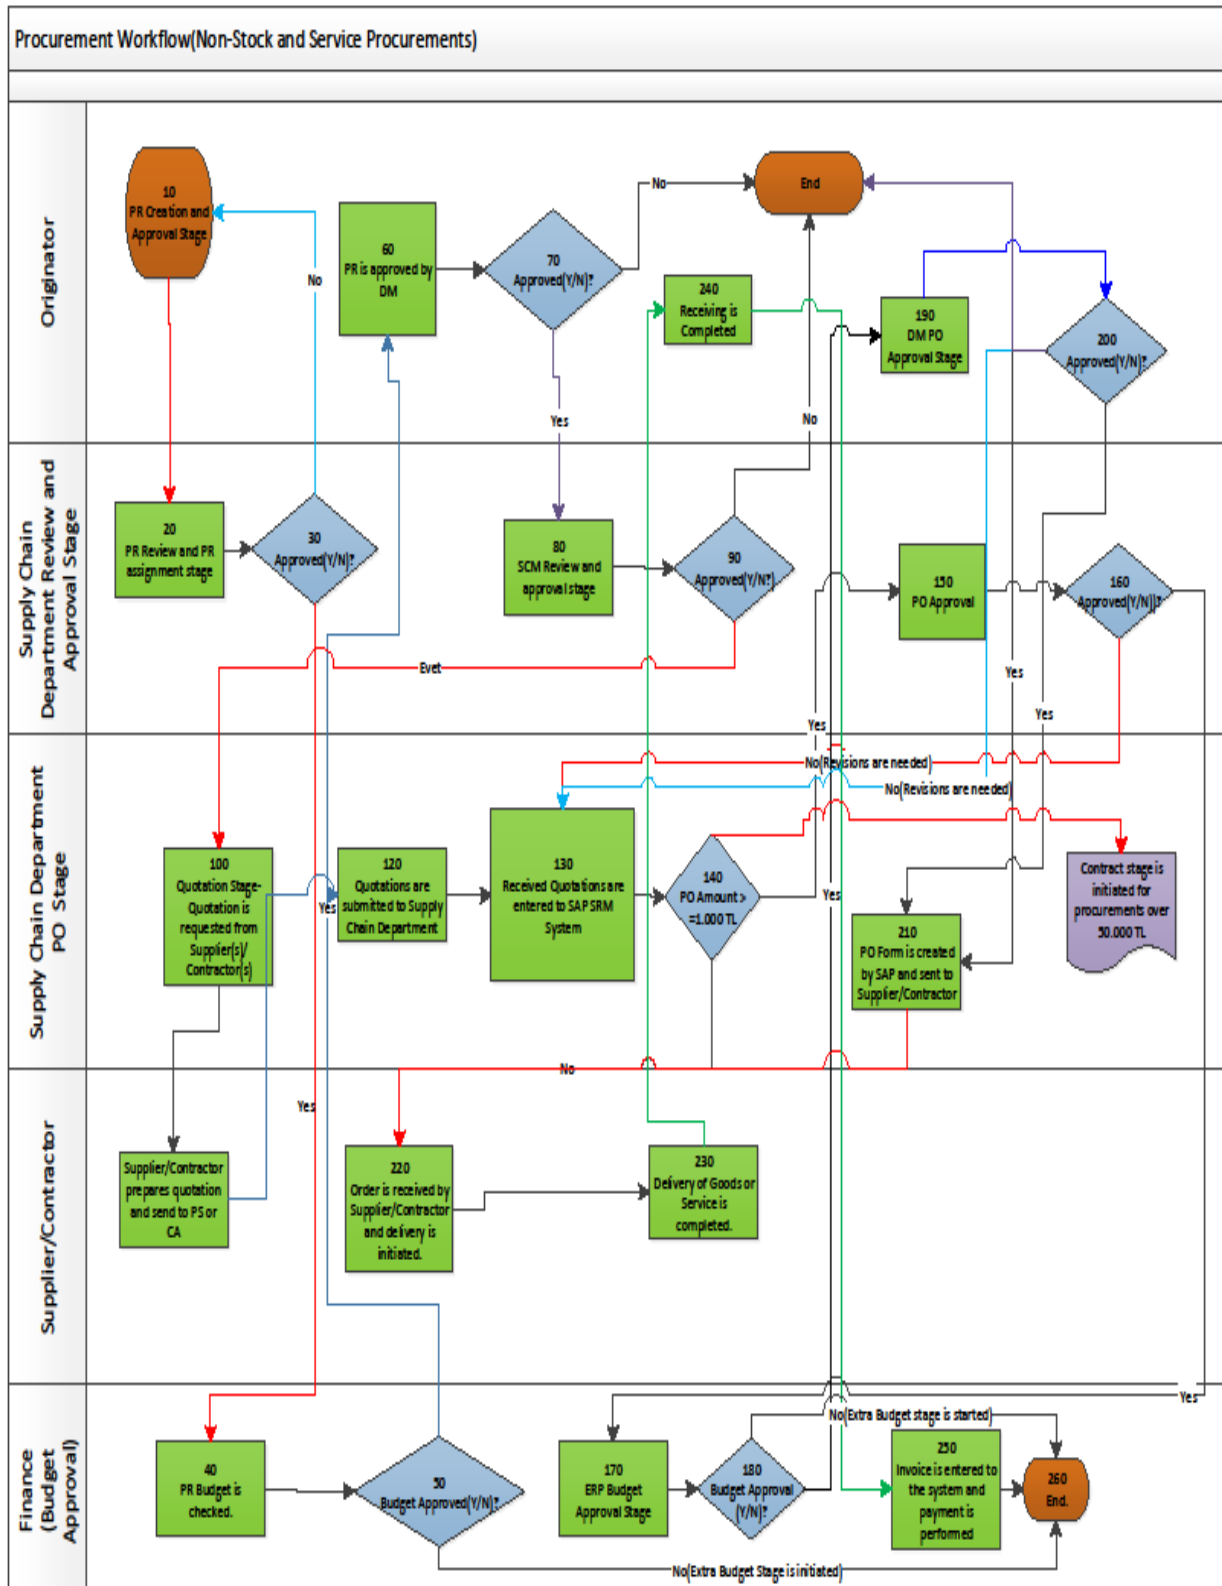 Procurement Workflow(Non-Stock and Service Procurements)
Originator
10
PR Creation and
Approval Stage
No
60
PR is approved by
DM
70
Approved(Y/N)?
No
Yes
End
240
Receiving is
Completed
190
DM PO
Approval Stage
200
Approved(Y/N)?
No
Supply Chain
Department Review and
Approval Stage
20
PR Review and PR
assignment stage
30
Approved(Y/N)?
80
SCM Review and
approval stage
90
Approved(Y/N?)
150
PO Approval
160
Approved(Y/N))?
Evet
Yes
Yes
Yes
Supply Chain Department
PO Stage
No(Revisions are needed)
No(Revisions are needed)
100
Quotation Stage-
Quotation is
requested from
Supplier(s)/
Contractor(s)
Yes
120
Quotations are
submitted to Supply
Chain Department
130
Received Quotations are
entered to SAP SRM
System
140
PO Amount >
=1.000 TL
Yes
210
PO Form is created
by SAP and sent to
Supplier/Contractor
Contract stage is
initiated for
procurements over
50.000 TL
No
Supplier/Contractor
Yes
Supplier/Contractor
prepares quotation
and send to PS or
CA
220
Order is received by
Supplier/Contractor
and delivery is
initiated.
230
Delivery of Goods or
Service is
completed.
Finance
(Budget
Approval)
Yes
No(Extra Budget stage is started)
40
PR Budget is
checked.
50
Budget Approved(Y/N)?
170
ERP Budget
Approval Stage
180
Budget Approval
(Y/N)?
250
Invoice is entered to
the system and
payment is
performed
260
End.
No(Extra Budget Stage is initiated)